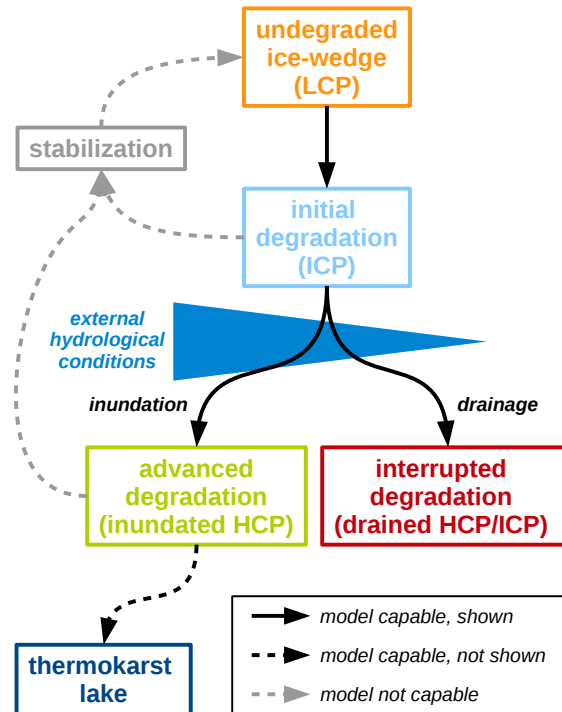 undegraded
ice-wedge
(LCP)
stabilization
initial
degradation
(ICP)
external
hydrological
conditions
inundation
drainage
advanced
degradation
(inundated HCP)
interrupted
degradation
(drained HCP/ICP)
thermokarst
lake
model capable, shown
model capable, not shown
model not capable